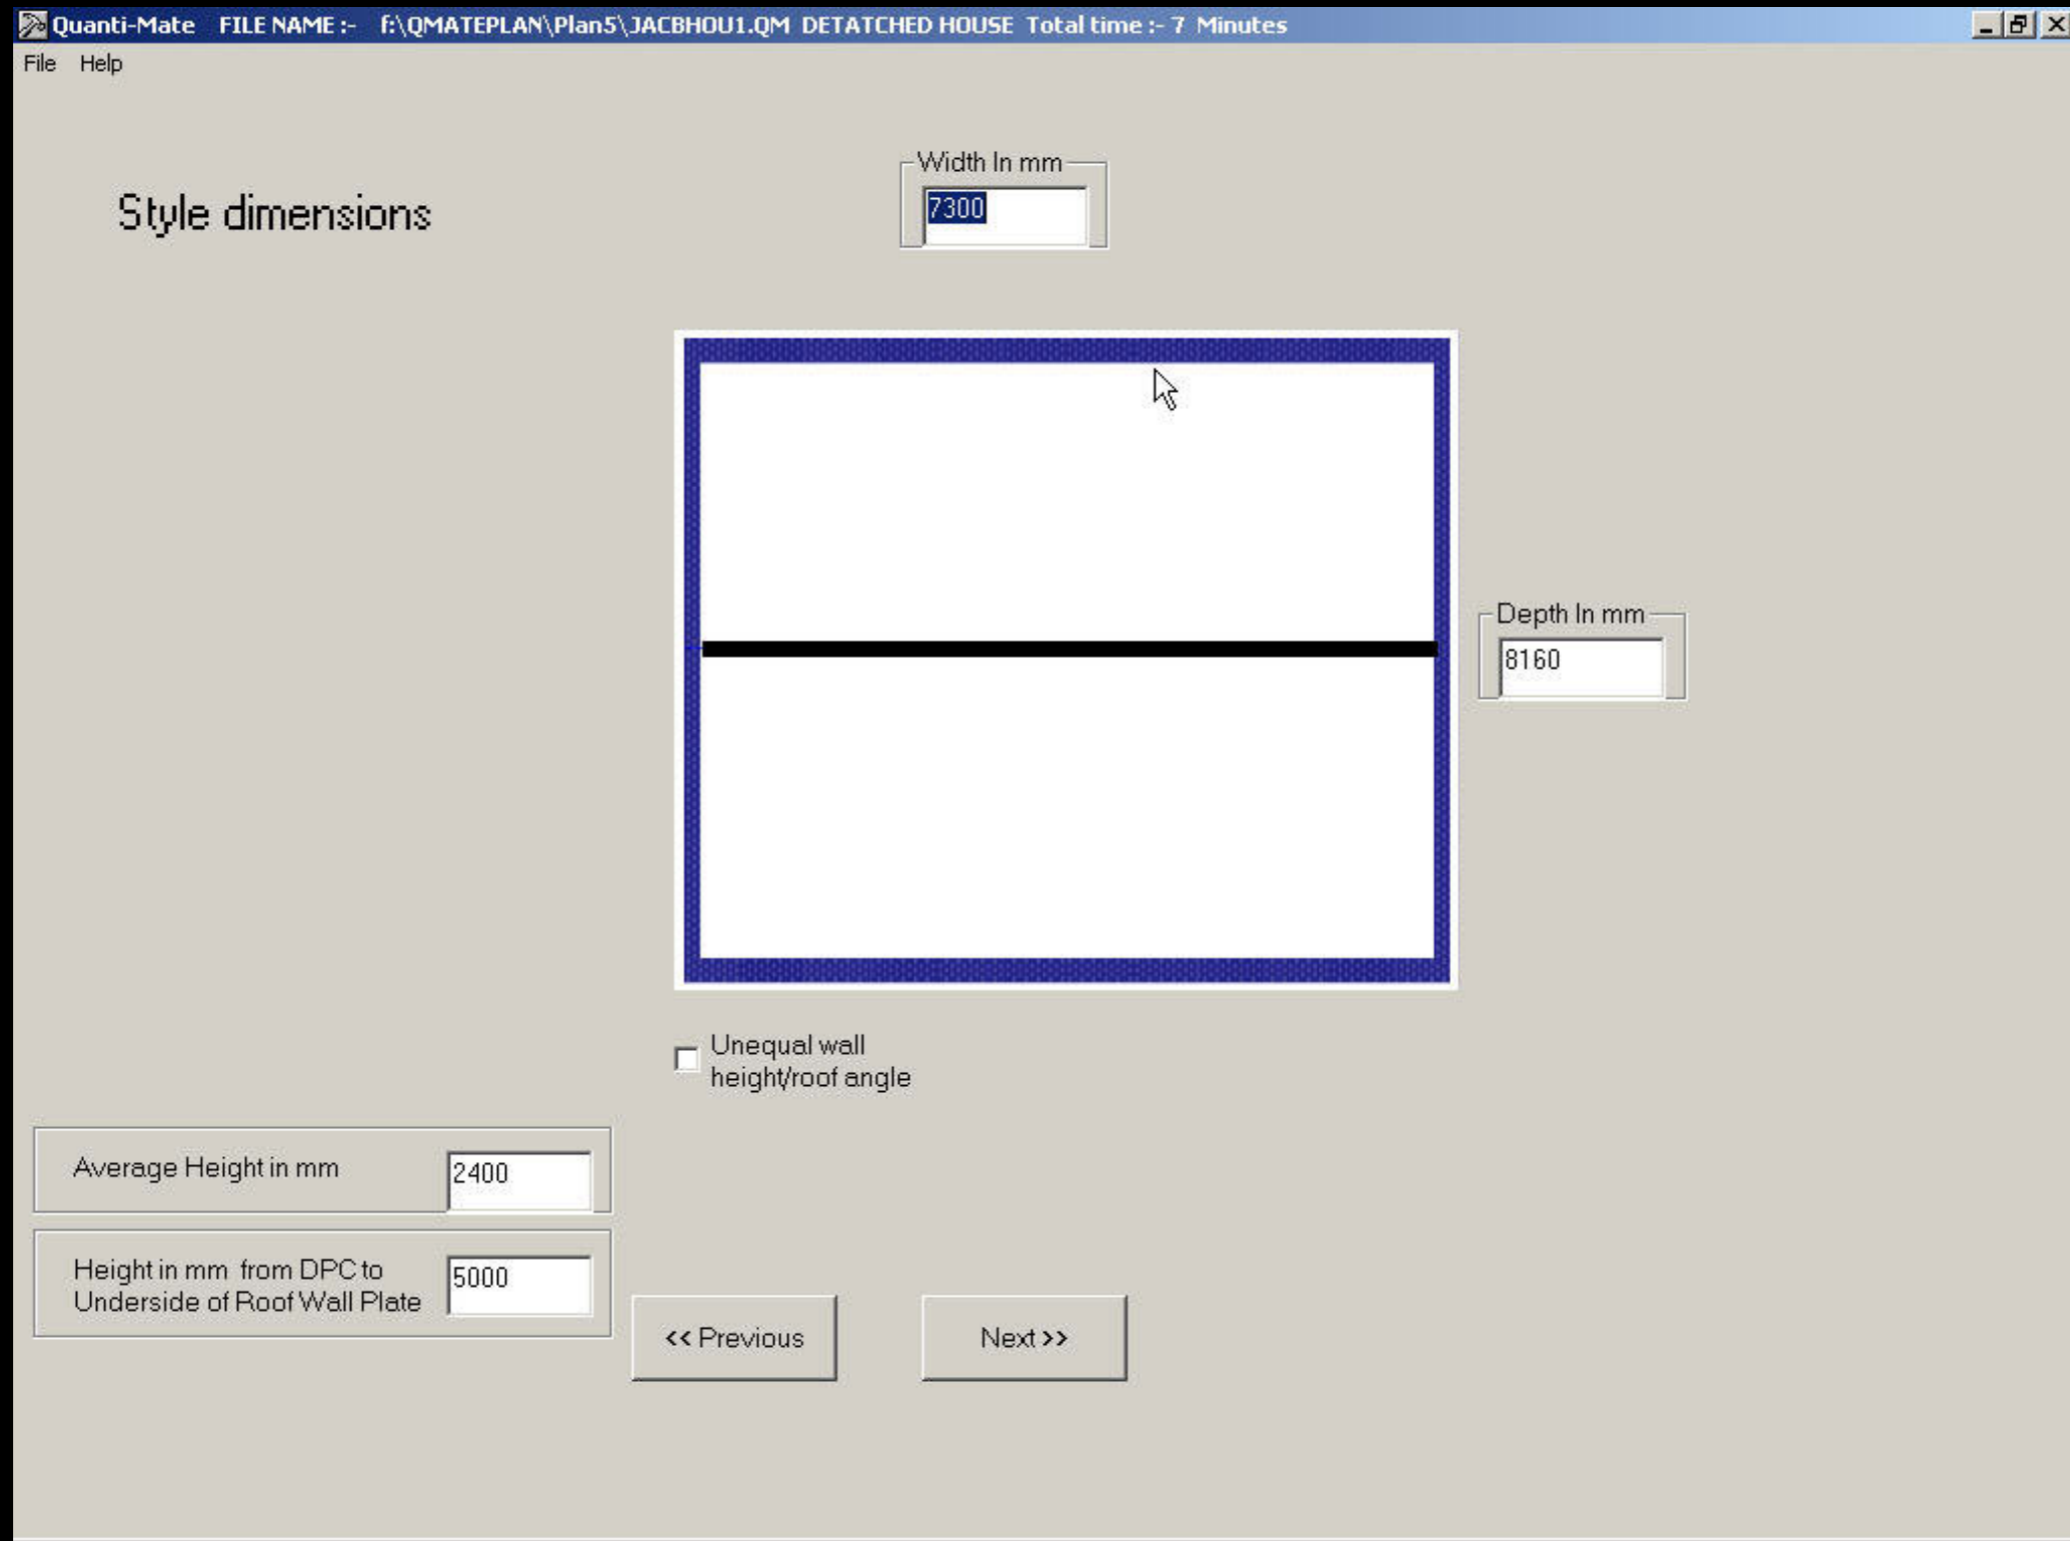 Quanti-Mate FILE NAME :- f:\QMATEPLAN\Plan5\JACBHOU1.QM DETATCHED HOUSE Total time :- 7 Minutes
File Help
Width In mm
7300
Style dimensions
Depth In mm
8160
Unequal wall
height/roof angle
Average Height in mm 2400
Height in mm from DPC to
Underside of Roof Wall Plate
5000
<< Previous Next >>